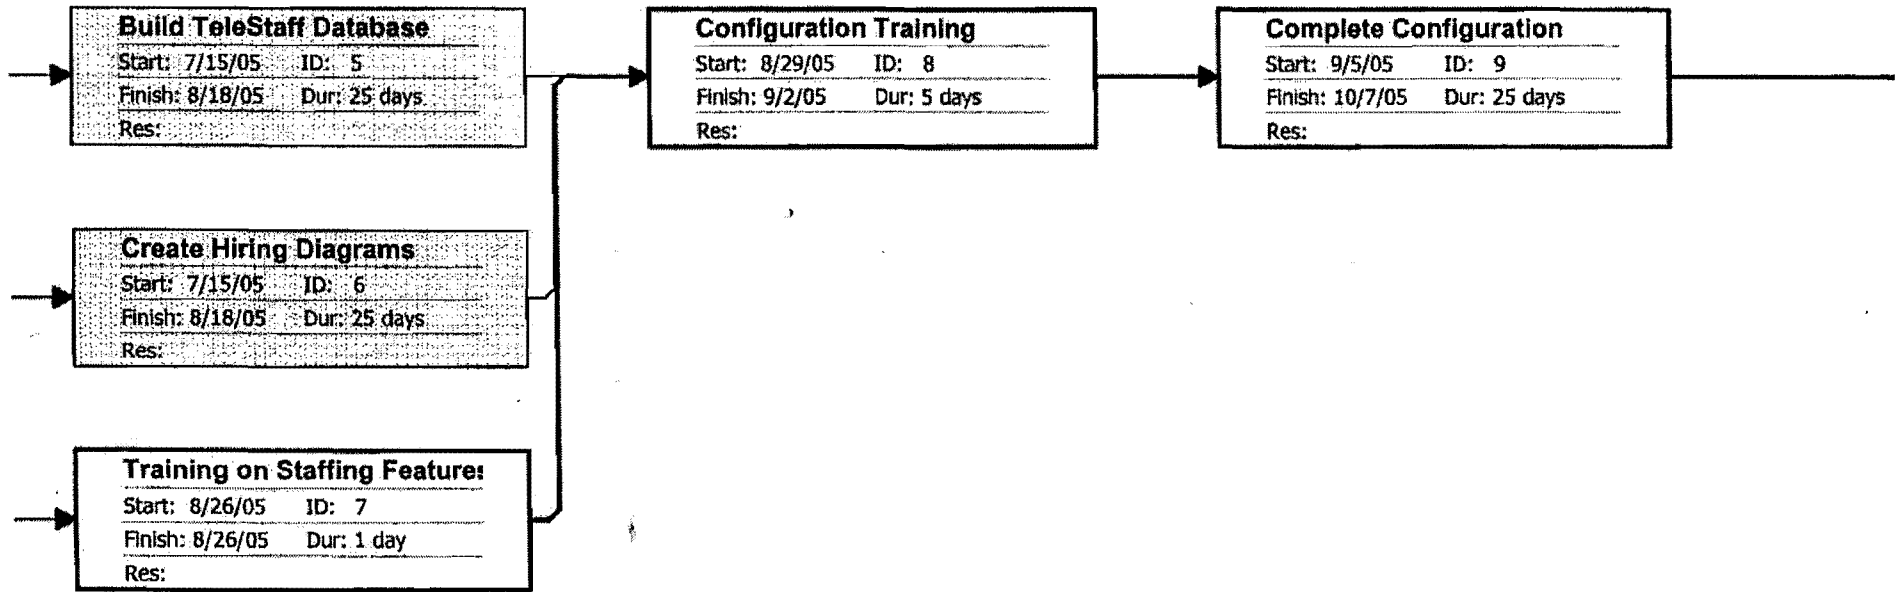 Build TeleStaff Database
Start: 7/15/05 ID: 5
Finish: 8/18/05 Dur: 25 days
Res:
Configuration Training
Start: 8/29/05 ID: 8
Finish: 9/2/05 Dur: 5 days
Res:
Complete Configuration
Start: 9/5/05 ID: 9
Finish: 10/7/05 Dur: 25 days
Res:
Create Hiring Diagrams
Start: 7/15/05 ID: 6
Finish: 8/18/05 Dur: 25 days
Res:
Training on Staffing Features
Start: 8/26/05 ID: 7
Finish: 8/26/05 Dur: 1 day
Res: